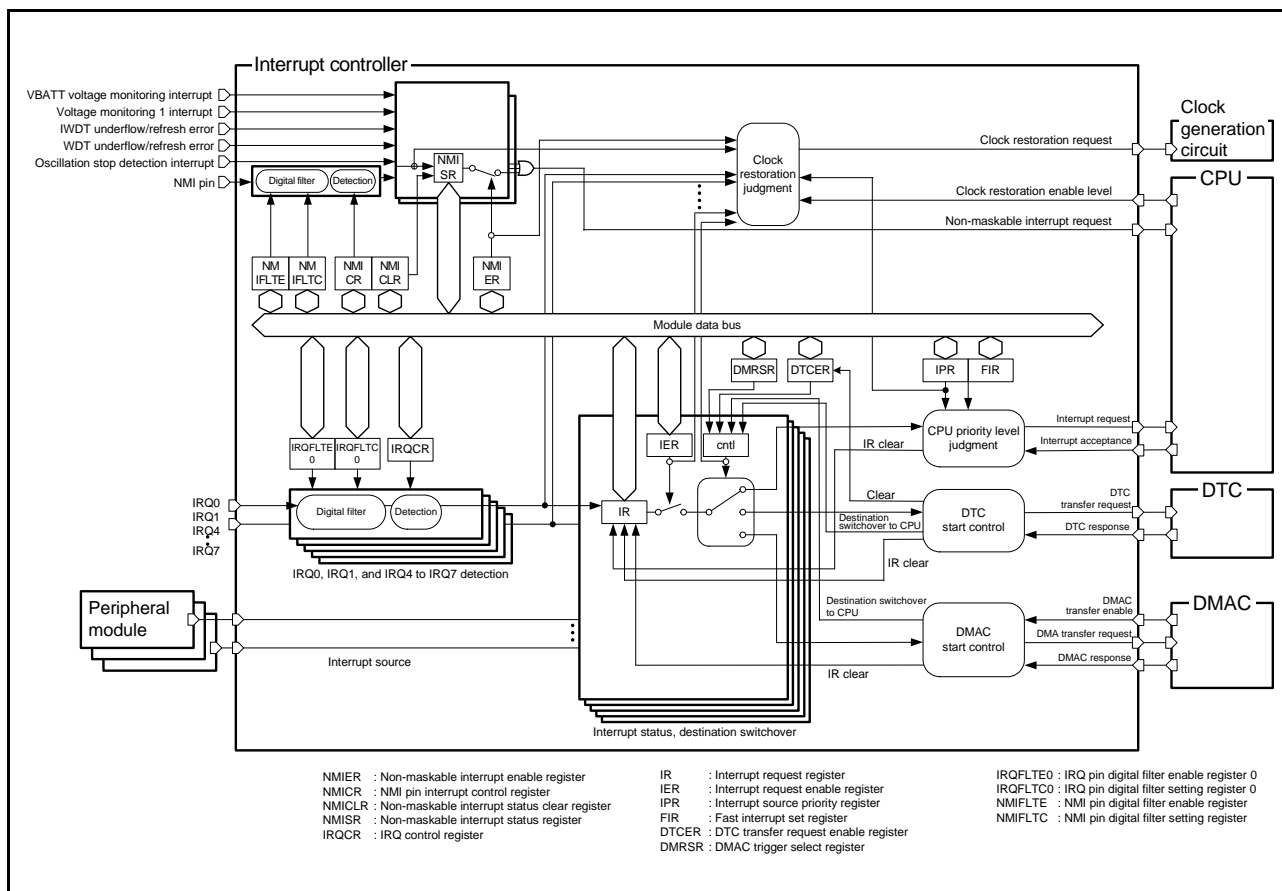 Interrupt controller
VBATT voltage monitoring interrupt
Voltage monitoring 1 interrupt
IWDT underflow/refresh error
WDT underflow/refresh error
Oscillation stop detection interrupt
NMI pin
Digital filter
Detection
NMI
SR
Clock
restoration
judgment
Clock restoration request
Clock restoration enable level
Non-maskable interrupt request
Clock
generation
circuit
CPU
NM
IFLTE
NM
IFLTC
NMI
CR
NMI
CLR
NMI
ER
Module data bus
DMRSR
DTCER
IPR
FIR
IRQFLTE
0
IRQFLTC
0
IRQCR
IER
cntl
CPU priority level
judgment
IR clear
Interrupt request
Interrupt acceptance
IRQ0
IRQ1
IRQ4
IRQ7
Digital filter
Detection
IRQ0, IRQ1, and IRQ4 to IRQ7 detection
IR
Clear
Destination
switchover to CPU
IR clear
DTC
start control
DTC
transfer request
DTC response
DTC
Peripheral
module
Interrupt source
Destination switchover
to CPU
IR clear
DMAC
start control
DMAC
transfer enable
DMA transfer request
DMAC response
DMAC
Interrupt status, destination switchover
NMIER : Non-maskable interrupt enable register
NMICR : NMI pin interrupt control register
NMICLR : Non-maskable interrupt status clear register
NMISR : Non-maskable interrupt status register
IRQCR : IRQ control register
IR : Interrupt request register
IER : Interrupt request enable register
IPR : Interrupt source priority register
FIR : Fast interrupt set register
DTCER : DTC transfer request enable register
DMRSR : DMAC trigger select register
IRQFLTE0 : IRQ pin digital filter enable register 0
IRQFLTC0 : IRQ pin digital filter setting register 0
NMIFLTE : NMI pin digital filter enable register
NMIFLTC : NMI pin digital filter setting register